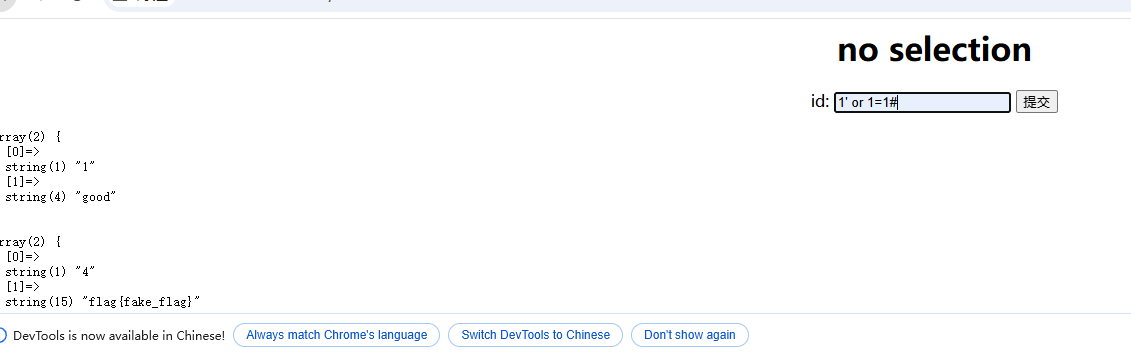 no selection
id: 1' or 1=1# 提交
rray(2) {
[0]=>
string(1) "1"
[1]=>
string(4) "good"
rray(2) {
[0]=>
string(1) "4"
[1]=>
string(15) "flag{fake_flag}"
DevTools is now available in Chinese! Always match Chrome's language Switch DevTools to Chinese Don't show again